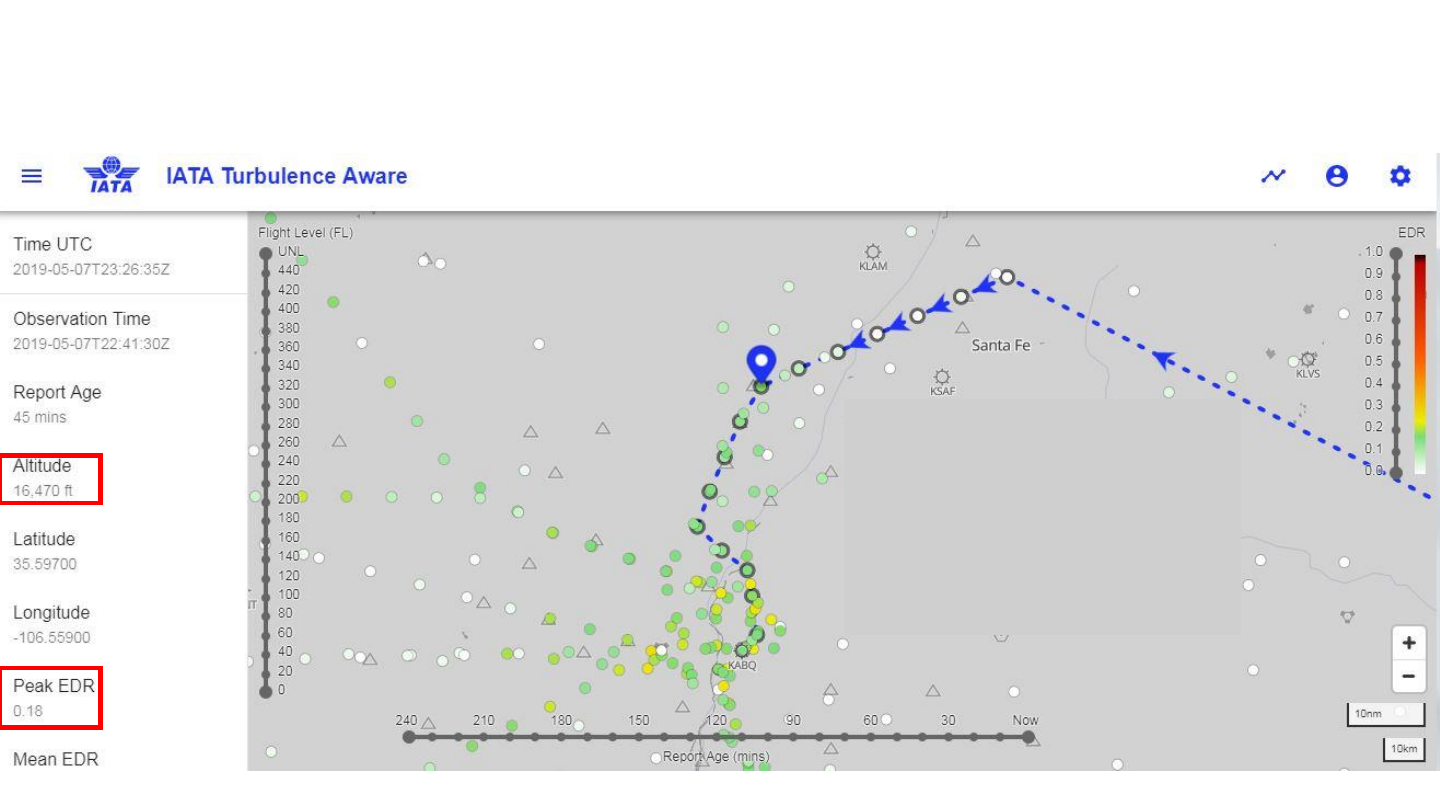 IATA
IATA Turbulence Aware
Time UTC
2019-05-07T23:26:35Z
Observation Time
2019-05-07T22:41:30Z
Report Age
45 mins
Altitude
16,470 ft
Latitude
35.59700
Longitude
-106.55900
Peak EDR
0.18
Mean EDR
Flight Level (FL)
UNL
440
420
400
380
360
340
320
300
280
260
240
220
200
180
160
140
120
100
80
60
40
20
0
KLAM
Santa Fe
KSAF
KLVS
KABQ
EDR
1.0
0.9
0.8
0.7
0.6
0.5
0.4
0.3
0.2
0.1
0.0
+
−
10nm
10km
240 210 180 150 120 90 60 30 Now
Report Age (mins)